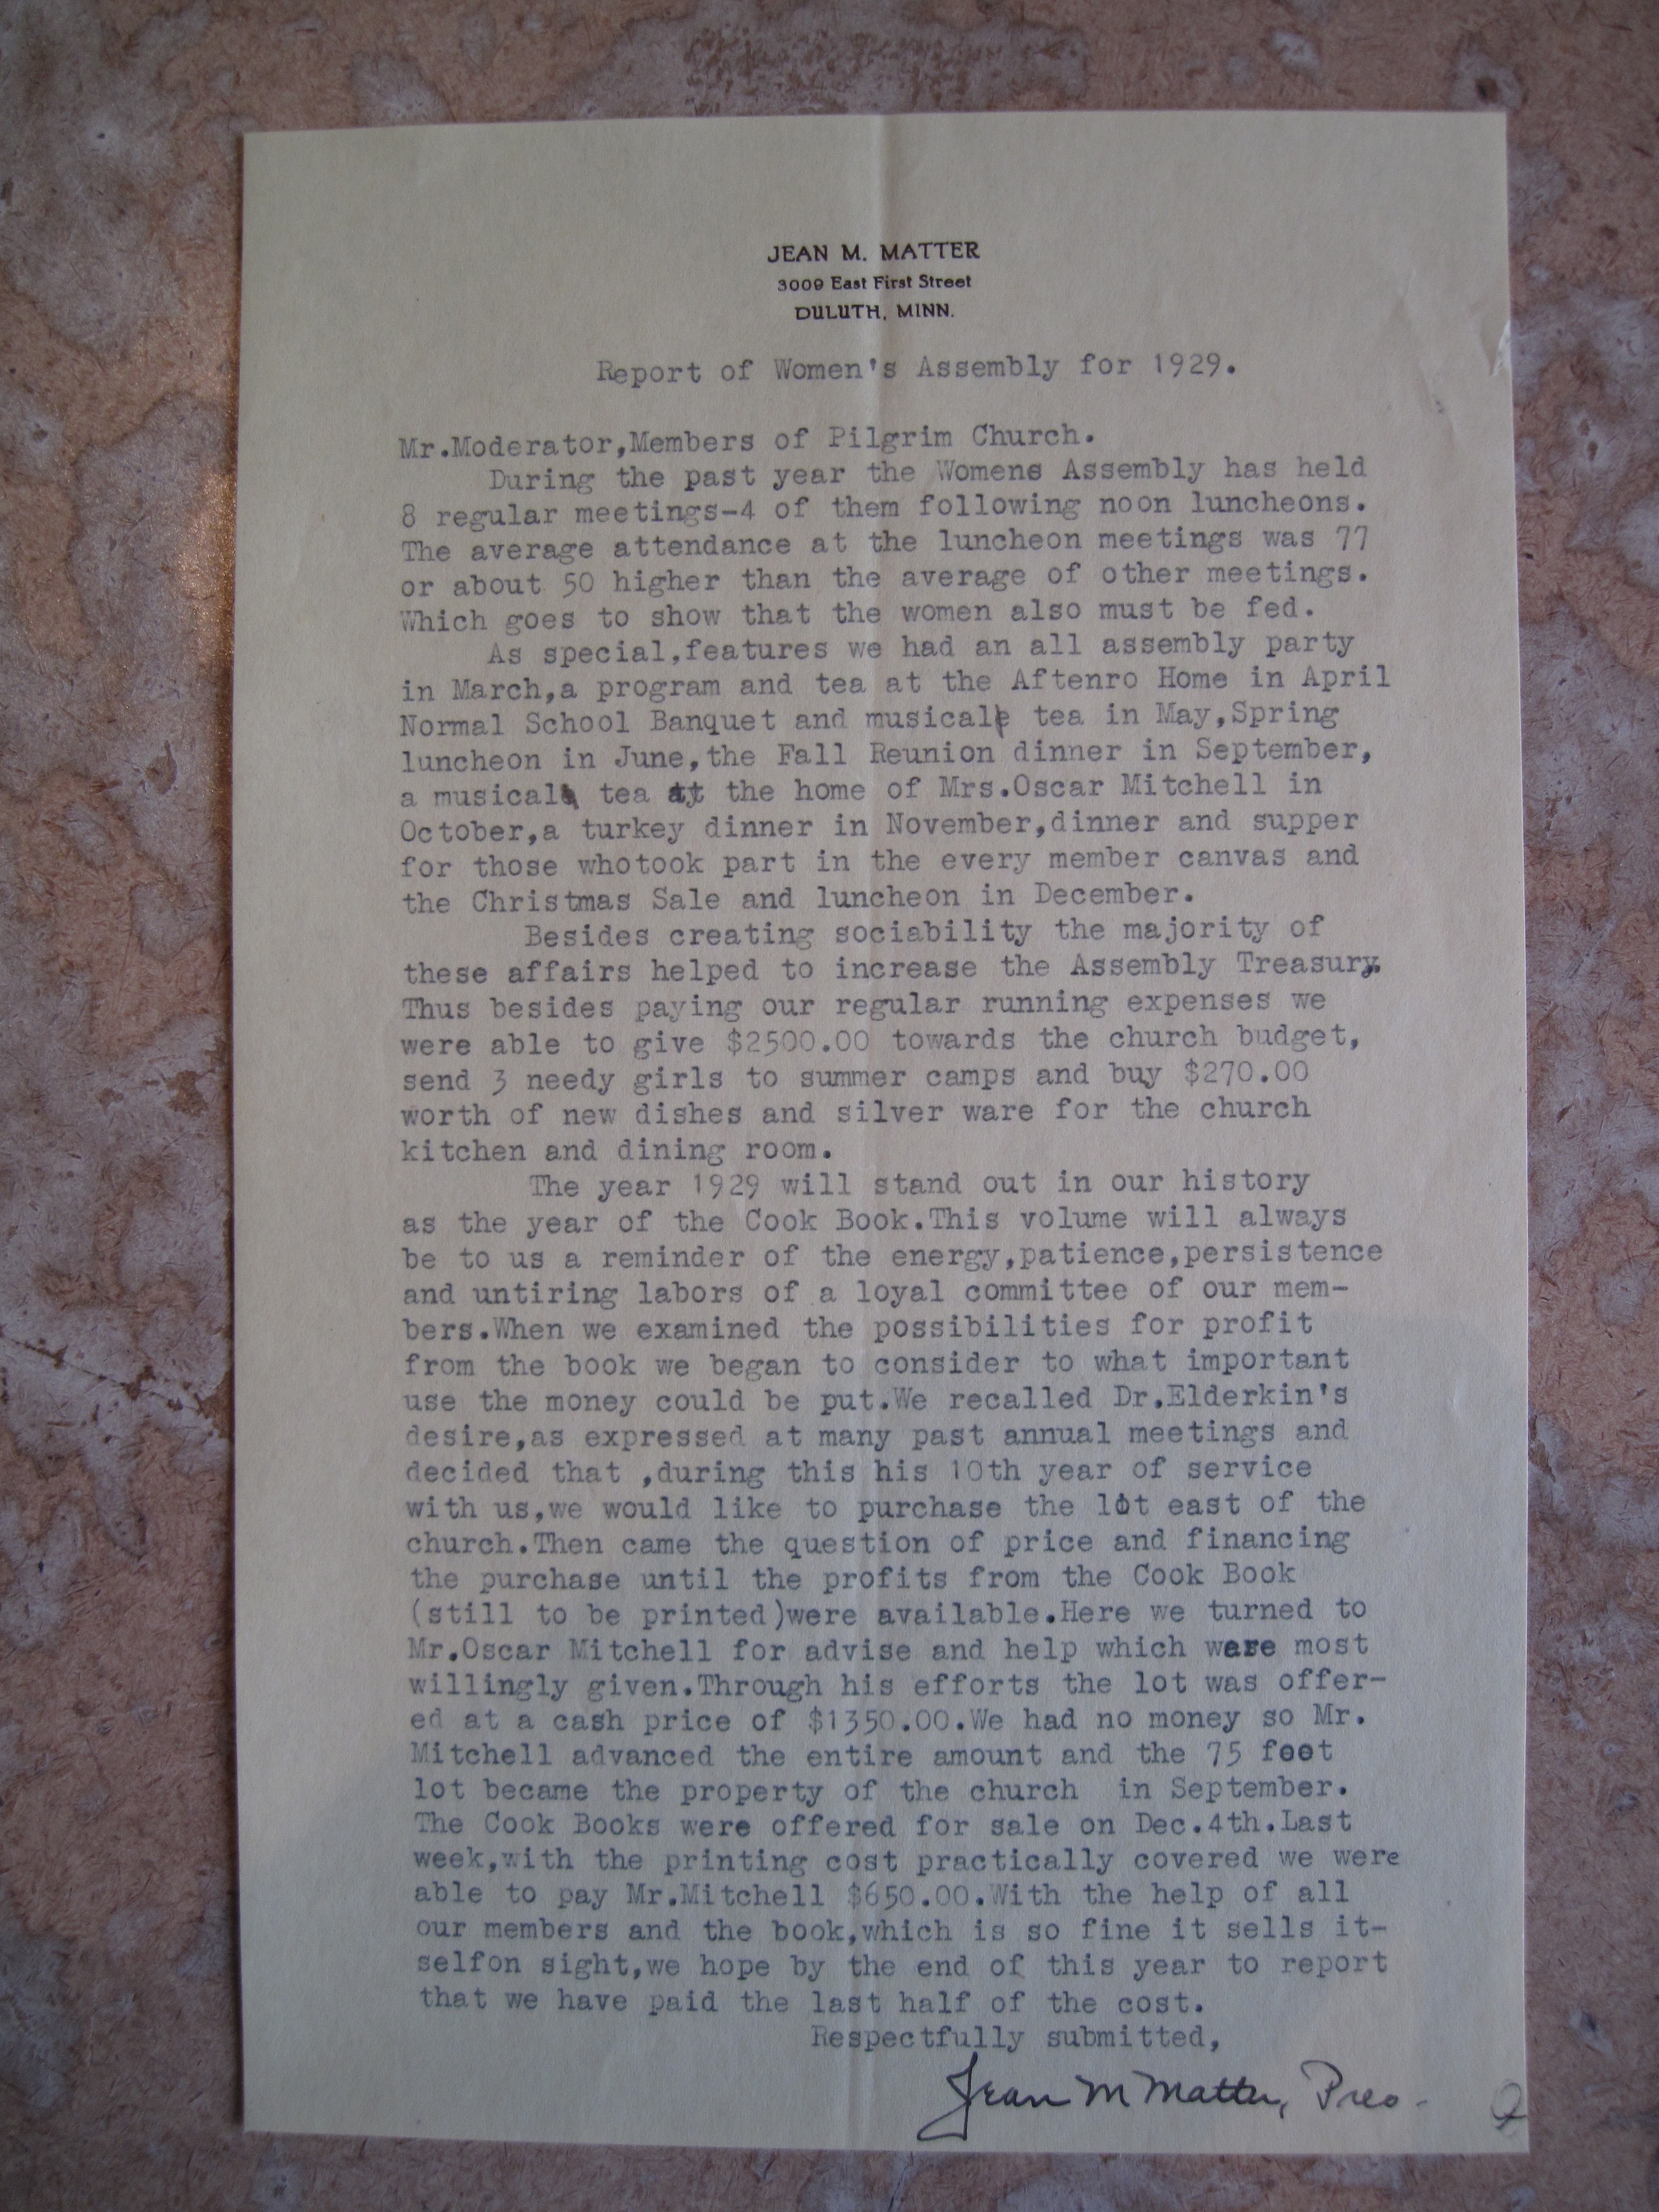 JEAN M. MATTER
3009 East First Street
DULUTH, MINN.
Report of Women's Assembly for 1929.
Mr.Moderator,Members of Pilgrim Church.
During the past year the Womens Assembly has held
8 regular meetings-4 of them following noon luncheons.
The average attendance at the luncheon meetings was 77
or about 50 higher than the average of other meetings.
Which goes to show that the women also must be fed.
As special,features we had an all assembly party
in March,a program and tea at the Aftenro Home in April
Normal School Banquet and musicale tea in May,Spring
luncheon in June,the Fall Reunion dinner in September,
a musical tea at the home of Mrs.Oscar Mitchell in
October,a turkey dinner in November,dinner and supper
for those whotook part in the every member canvas and
the Christmas Sale and luncheon in December.
Besides creating sociability the majority of
these affairs helped to increase the Assembly Treasury.
Thus besides paying our regular running expenses we
were able to give $2500.00 towards the church budget,
send 3 needy girls to summer camps and buy $270.00
worth of new dishes and silver ware for the church
kitchen and dining room.
The year 1929 will stand out in our history
as the year of the Cook Book.This volume will always
be to us a reminder of the energy,patience,persistence
and untiring labors of a loyal committee of our mem-
bers.When we examined the possibilities for profit
from the book we began to consider to what important
use the money could be put.We recalled Dr.Elderkin's
desire,as expressed at many past annual meetings and
decided that ,during this his 10th year of service
with us,we would like to purchase the lot east of the
church.Then came the question of price and financing
the purchase until the profits from the Cook Book
(still to be printed)were available.Here we turned to
Mr.Oscar Mitchell for advise and help which were most
willingly given.Through his efforts the lot was offer-
ed at a cash price of $1350.00.We had no money so Mr.
Mitchell advanced the entire amount and the 75 foot
lot became the property of the church in September.
The Cook Books were offered for sale on Dec.4th.Last
week,with the printing cost practically covered we were
able to pay Mr.Mitchell $650.00.With the help of all
our members and the book,which is so fine it sells it-
selfon sight,we hope by the end of this year to report
that we have paid the last half of the cost.
Respectfully submitted,
Jean M Matter, Pres.